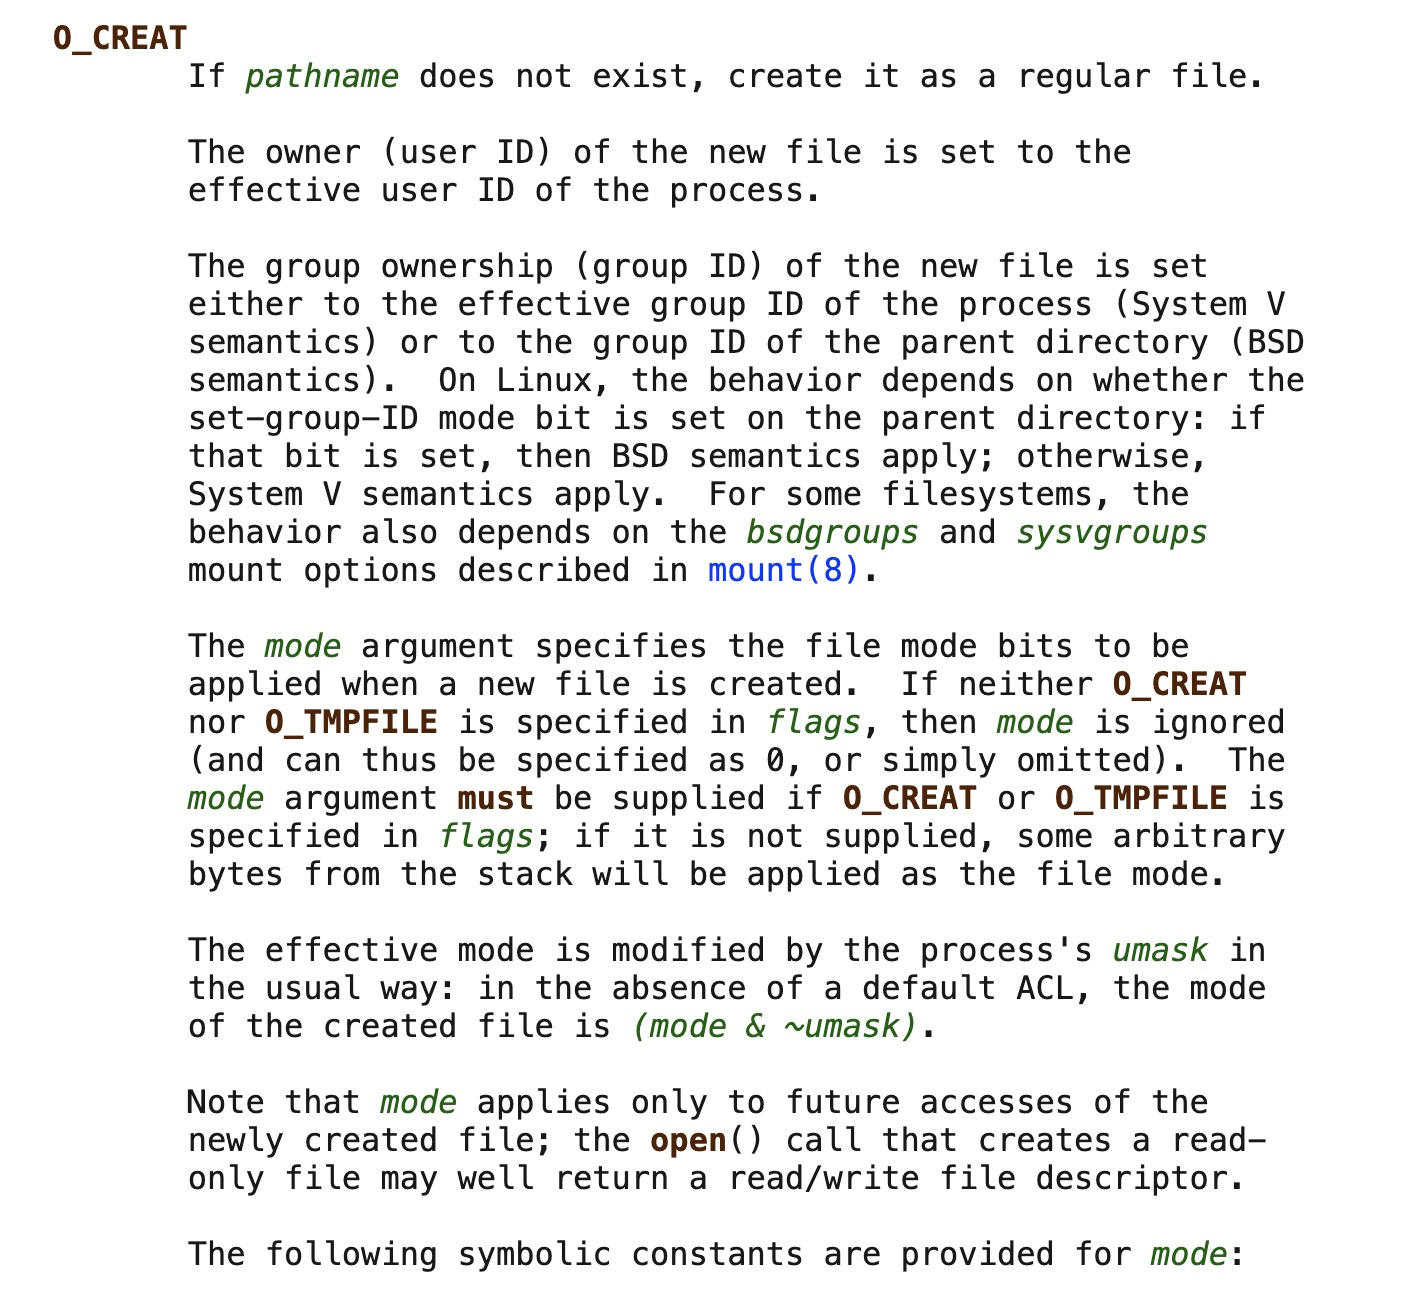 O_CREAT
If pathname does not exist, create it as a regular file.
The owner (user ID) of the new file is set to the
effective user ID of the process.
The group ownership (group ID) of the new file is set
either to the effective group ID of the process (System V
semantics) or to the group ID of the parent directory (BSD
semantics).  On Linux, the behavior depends on whether the
set-group-ID mode bit is set on the parent directory: if
that bit is set, then BSD semantics apply; otherwise,
System V semantics apply.  For some filesystems, the
behavior also depends on the bsdgroups and sysvgroups
mount options described in mount(8).
The mode argument specifies the file mode bits to be
applied when a new file is created.  If neither O_CREAT
nor O_TMPFILE is specified in flags, then mode is ignored
(and can thus be specified as 0, or simply omitted).  The
mode argument must be supplied if O_CREAT or O_TMPFILE is
specified in flags; if it is not supplied, some arbitrary
bytes from the stack will be applied as the file mode.
The effective mode is modified by the process's umask in
the usual way: in the absence of a default ACL, the mode
of the created file is (mode & ~umask).
Note that mode applies only to future accesses of the
newly created file; the open() call that creates a read-
only file may well return a read/write file descriptor.
The following symbolic constants are provided for mode: